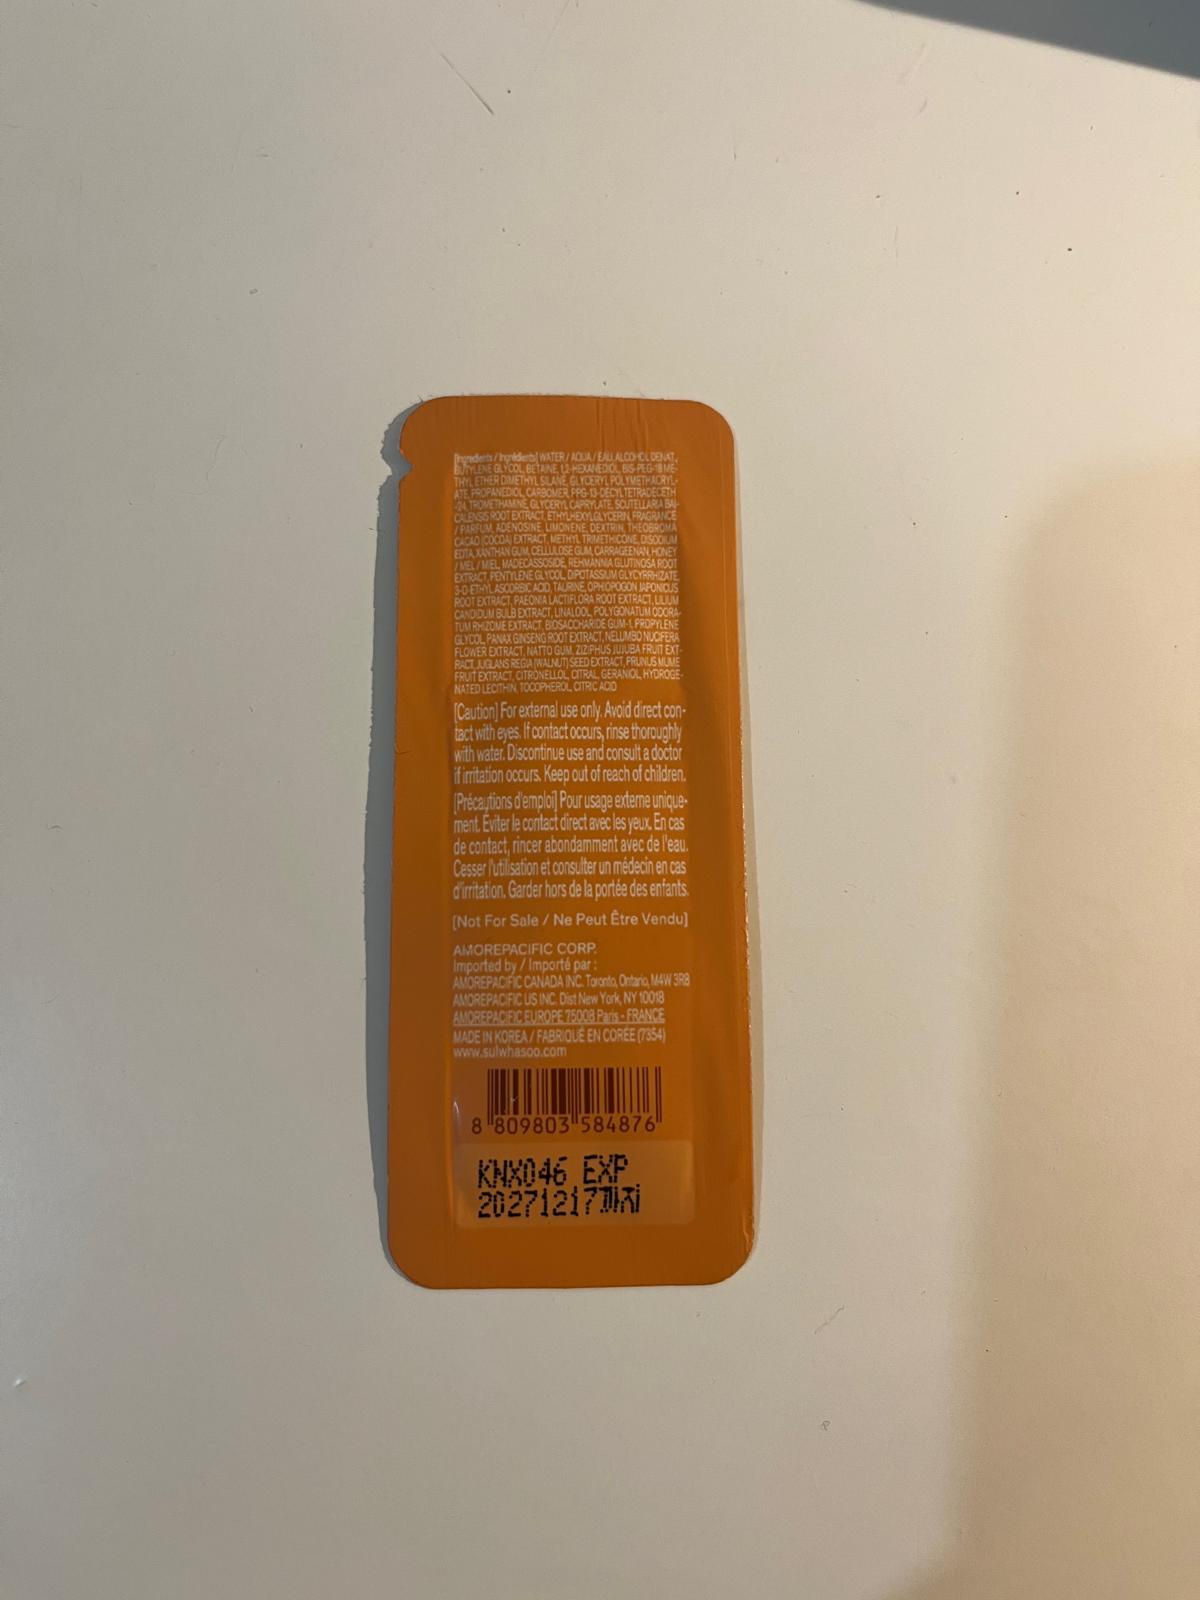 [Ingredients / Ingrédients] WATER / AQUA / EAU, ALCOHOL DENAT.,
BUTYLENE GLYCOL, BETAINE, 1,2-HEXANEDIOL, BIS-PEG-18 ME-
THYL ETHER DIMETHYL SILANE, GLYCERYL POLYMETHACRYL-
ATE, PROPANEDIOL, CARBOMER, PPG-13-DECYLTETRADECETH
-24, TROMETHAMINE, GLYCERYL CAPRYLATE, SCUTELLARIA BAI-
CALENSIS ROOT EXTRACT, ETHYLHEXYLGLYCERIN, FRAGRANCE
/ PARFUM, ADENOSINE, LIMONENE, DEXTRIN, THEOBROMA
CACAO (COCOA) EXTRACT, METHYL TRIMETHICONE, DISODIUM
EDTA, XANTHAN GUM, CELLULOSE GUM, CARRAGEENAN, HONEY
/ MEL / MIEL, MADECASSOSIDE, REHMANNIA GLUTINOSA ROOT
EXTRACT, PENTYLENE GLYCOL, DIPOTASSIUM GLYCYRRHIZATE,
3-O-ETHYL ASCORBIC ACID, TAURINE, OPHIOPOGON JAPONICUS
ROOT EXTRACT, PAEONIA LACTIFLORA ROOT EXTRACT, LILIUM
CANDIDUM BULB EXTRACT, LINALOOL, POLYGONATUM ODORA-
TUM RHIZOME EXTRACT, BIOSACCHARIDE GUM-1, PROPYLENE
GLYCOL, PANAX GINSENG ROOT EXTRACT, NELUMBO NUCIFERA
FLOWER EXTRACT, NATTO GUM, ZIZIPHUS JUJUBA FRUIT EXT-
RACT, JUGLANS REGIA (WALNUT) SEED EXTRACT, PRUNUS MUME
FRUIT EXTRACT, CITRONELLOL, CITRAL, GERANIOL, HYDROGE-
NATED LECITHIN, TOCOPHEROL, CITRIC ACID
[Caution] For external use only. Avoid direct con-
tact with eyes. If contact occurs, rinse thoroughly
with water. Discontinue use and consult a doctor
if irritation occurs. Keep out of reach of children.
[Précautions d'emploi] Pour usage externe unique-
ment. Éviter le contact direct avec les yeux. En cas
de contact, rincer abondamment avec de l'eau.
Cesser l'utilisation et consulter un médecin en cas
d'irritation. Garder hors de la portée des enfants.
[Not For Sale / Ne Peut Être Vendu]
AMOREPACIFIC CORP.
Imported by / Importé par :
AMOREPACIFIC CANADA INC. Toronto, Ontario, M4W 3R8
AMOREPACIFIC US INC. Dist New York, NY 10018
AMOREPACIFIC EUROPE 75008 Paris - FRANCE
MADE IN KOREA / FABRIQUÉ EN CORÉE (7354)
www.sulwhasoo.com
8 809803 584876
KNX046 EXP
20271217까지